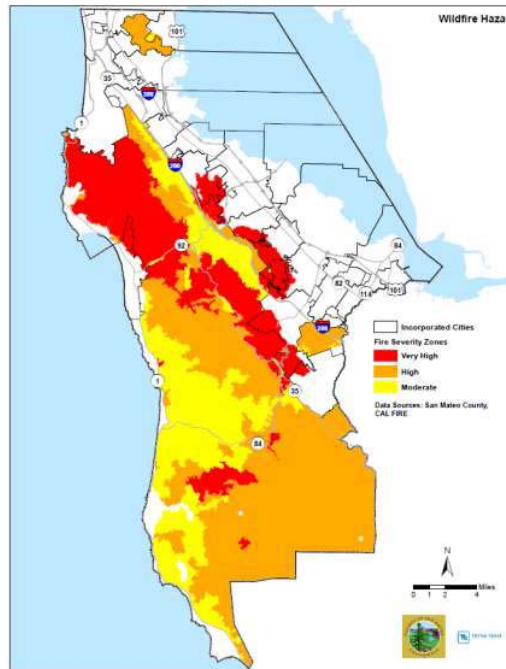 Wildfire Haza
101
35
280
1
280
92
84
82
114
101
280
Incorporated Cities
Fire Severity Zones
Very High
High
Moderate
Data Sources: San Mateo County,
CAL FIRE
1
35
84
N
Miles
0 1 2 4